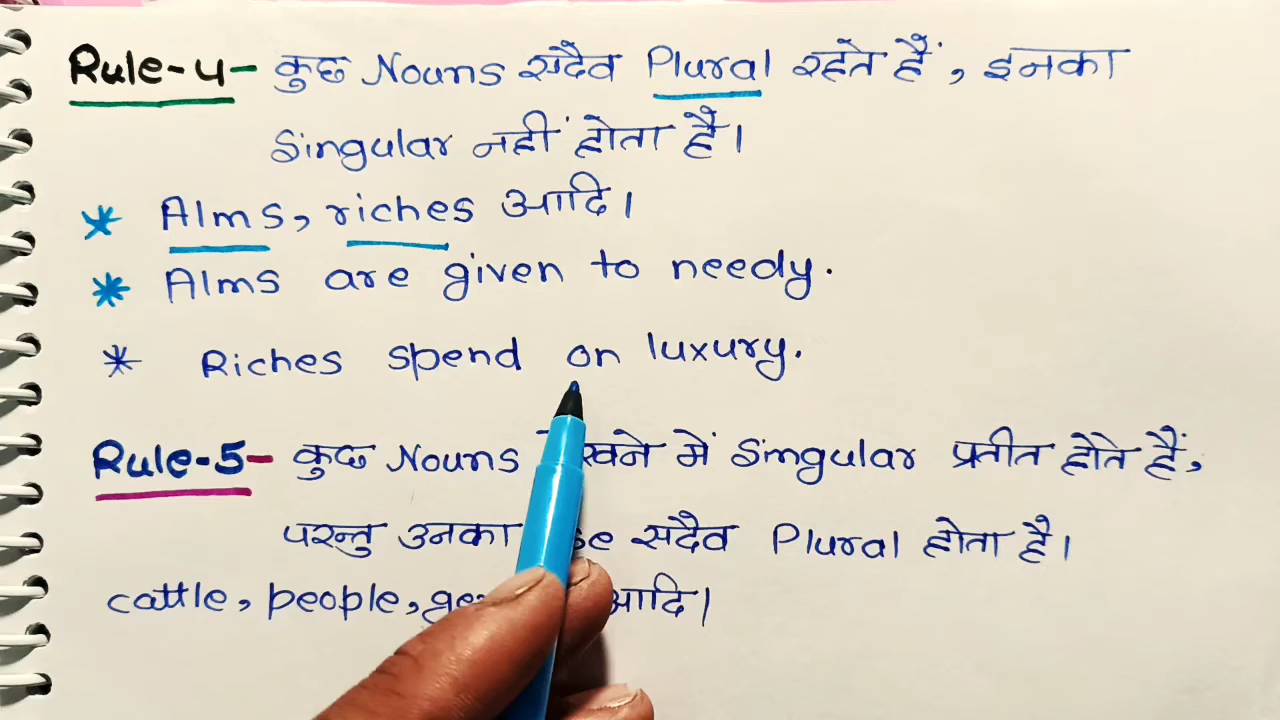 Rule-4- कुछ Nouns सदैव Plural रहते हैं, इनका
Singular नहीं होता है।
* Alms, riches आदि।
* Alms are given to needy.
* Riches spend on luxury.
Rule-5- कुछ Nouns में Singular प्रतीत होते हैं,
परन्तु उनका सदैव Plural होता है।
cattle, people, आदि।